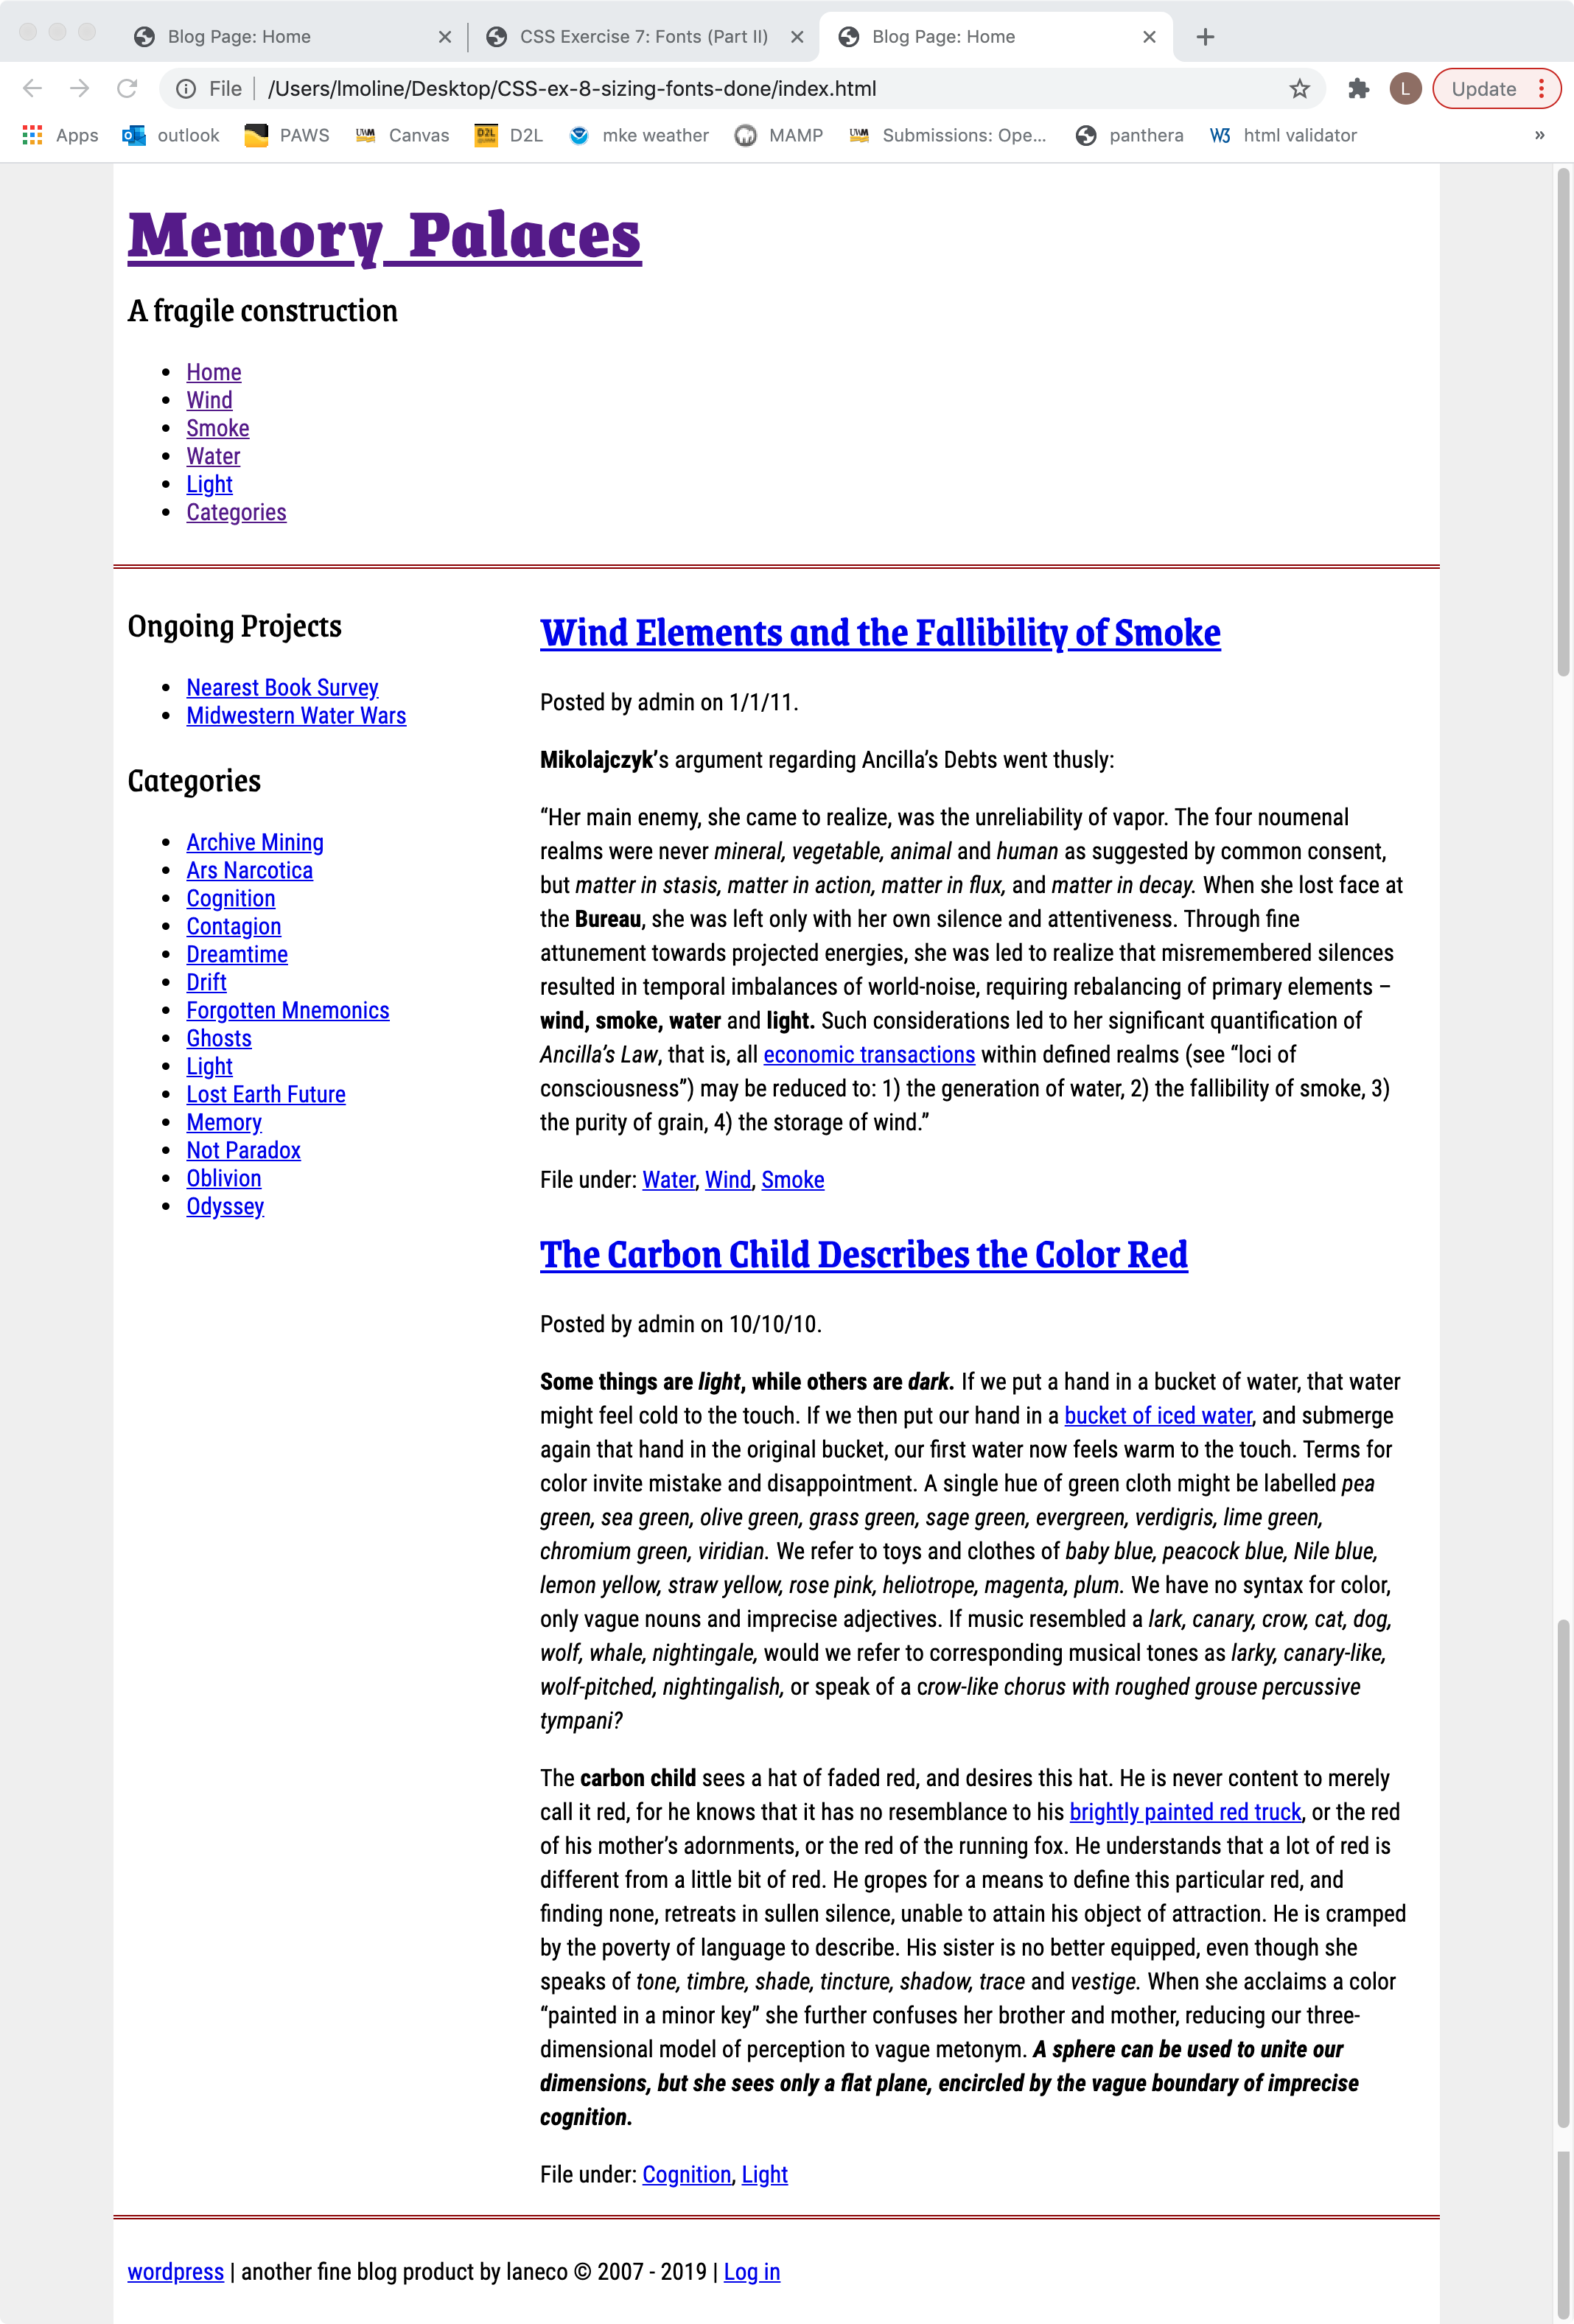 Blog Page: Home
CSS Exercise 7: Fonts (Part II)
Blog Page: Home
File | /Users/lmoline/Desktop/CSS-ex-8-sizing-fonts-done/index.html
L
Update
Apps
outlook
PAWS
UWM
Canvas
D2L
D2L
mke weather
MAMP
UWM
Submissions: Ope...
panthera
W3
html validator
»
Memory Palaces
A fragile construction
• Home
• Wind
• Smoke
• Water
• Light
• Categories
Ongoing Projects
• Nearest Book Survey
• Midwestern Water Wars
Categories
• Archive Mining
• Ars Narcotica
• Cognition
• Contagion
• Dreamtime
• Drift
• Forgotten Mnemonics
• Ghosts
• Light
• Lost Earth Future
• Memory
• Not Paradox
• Oblivion
• Odyssey
Wind Elements and the Fallibility of Smoke
Posted by admin on 1/1/11.
Mikolajczyk’s argument regarding Ancilla’s Debts went thusly:
“Her main enemy, she came to realize, was the unreliability of vapor. The four noumenal
realms were never mineral, vegetable, animal and human as suggested by common consent,
but matter in stasis, matter in action, matter in flux, and matter in decay. When she lost face at
the Bureau, she was left only with her own silence and attentiveness. Through fine
attunement towards projected energies, she was led to realize that misremembered silences
resulted in temporal imbalances of world-noise, requiring rebalancing of primary elements –
wind, smoke, water and light. Such considerations led to her significant quantification of
Ancilla’s Law, that is, all economic transactions within defined realms (see “loci of
consciousness”) may be reduced to: 1) the generation of water, 2) the fallibility of smoke, 3)
the purity of grain, 4) the storage of wind.”
File under: Water, Wind, Smoke
The Carbon Child Describes the Color Red
Posted by admin on 10/10/10.
Some things are light, while others are dark. If we put a hand in a bucket of water, that water
might feel cold to the touch. If we then put our hand in a bucket of iced water, and submerge
again that hand in the original bucket, our first water now feels warm to the touch. Terms for
color invite mistake and disappointment. A single hue of green cloth might be labelled pea
green, sea green, olive green, grass green, sage green, evergreen, verdigris, lime green,
chromium green, viridian. We refer to toys and clothes of baby blue, peacock blue, Nile blue,
lemon yellow, straw yellow, rose pink, heliotrope, magenta, plum. We have no syntax for color,
only vague nouns and imprecise adjectives. If music resembled a lark, canary, crow, cat, dog,
wolf, whale, nightingale, would we refer to corresponding musical tones as larky, canary-like,
wolf-pitched, nightingalish, or speak of a crow-like chorus with roughed grouse percussive
tympani?
The carbon child sees a hat of faded red, and desires this hat. He is never content to merely
call it red, for he knows that it has no resemblance to his brightly painted red truck, or the red
of his mother’s adornments, or the red of the running fox. He understands that a lot of red is
different from a little bit of red. He gropes for a means to define this particular red, and
finding none, retreats in sullen silence, unable to attain his object of attraction. He is cramped
by the poverty of language to describe. His sister is no better equipped, even though she
speaks of tone, timbre, shade, tincture, shadow, trace and vestige. When she acclaims a color
“painted in a minor key” she further confuses her brother and mother, reducing our three-
dimensional model of perception to vague metonym. A sphere can be used to unite our
dimensions, but she sees only a flat plane, encircled by the vague boundary of imprecise
cognition.
File under: Cognition, Light
wordpress | another fine blog product by laneco © 2007 - 2019 | Log in